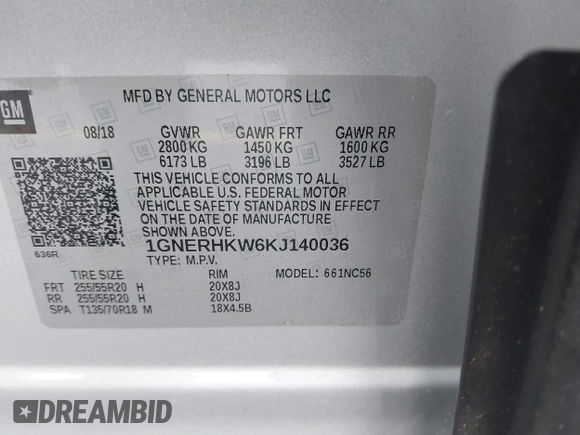 GM
MFD BY GENERAL MOTORS LLC
08/18 GVWR GAWR FRT GAWR RR
2800 KG 1450 KG 1600 KG
6173 LB 3196 LB 3527 LB
THIS VEHICLE CONFORMS TO ALL
APPLICABLE U.S. FEDERAL MOTOR
VEHICLE SAFETY STANDARDS IN EFFECT
ON THE DATE OF MANUFACTURE
SHOWN ABOVE.
636R
1GNERHKW6KJ140036
TYPE: M.P.V.
TIRE SIZE RIM MODEL: 661NC56
FRT 255/55R20 H 20X8J
RR 255/55R20 H 20X8J
SPA T135/70R18 M 18X4.5B
DREAMBID